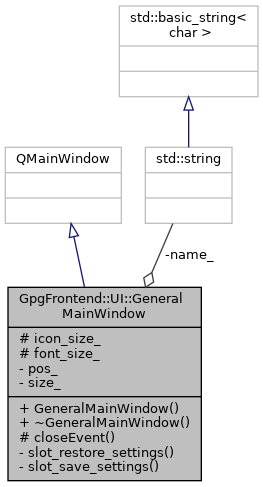 std::basic_string<
char >
QMainWindow
std::string
-name_
GpgFrontend::UI::General
MainWindow
# icon_size_
# font_size_
- pos_
- size_
+ GeneralMainWindow()
+ ~GeneralMainWindow()
# closeEvent()
- slot_restore_settings()
- slot_save_settings()